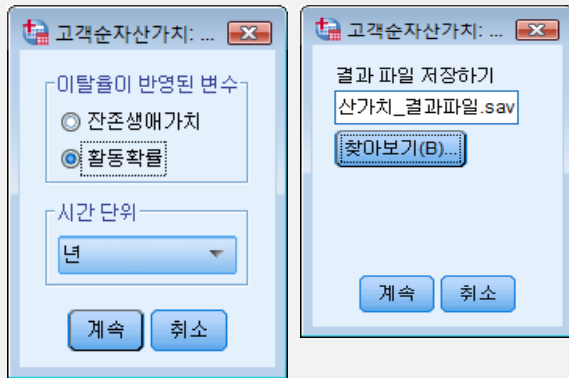 고객순자산가치: ...
이탈율이 반영된 변수
잔존생애가치
활동확률
시간 단위
년
계속
취소
고객순자산가치: ...
결과 파일 저장하기
산가치_결과파일.sav
찾아보기(B)...
계속
취소